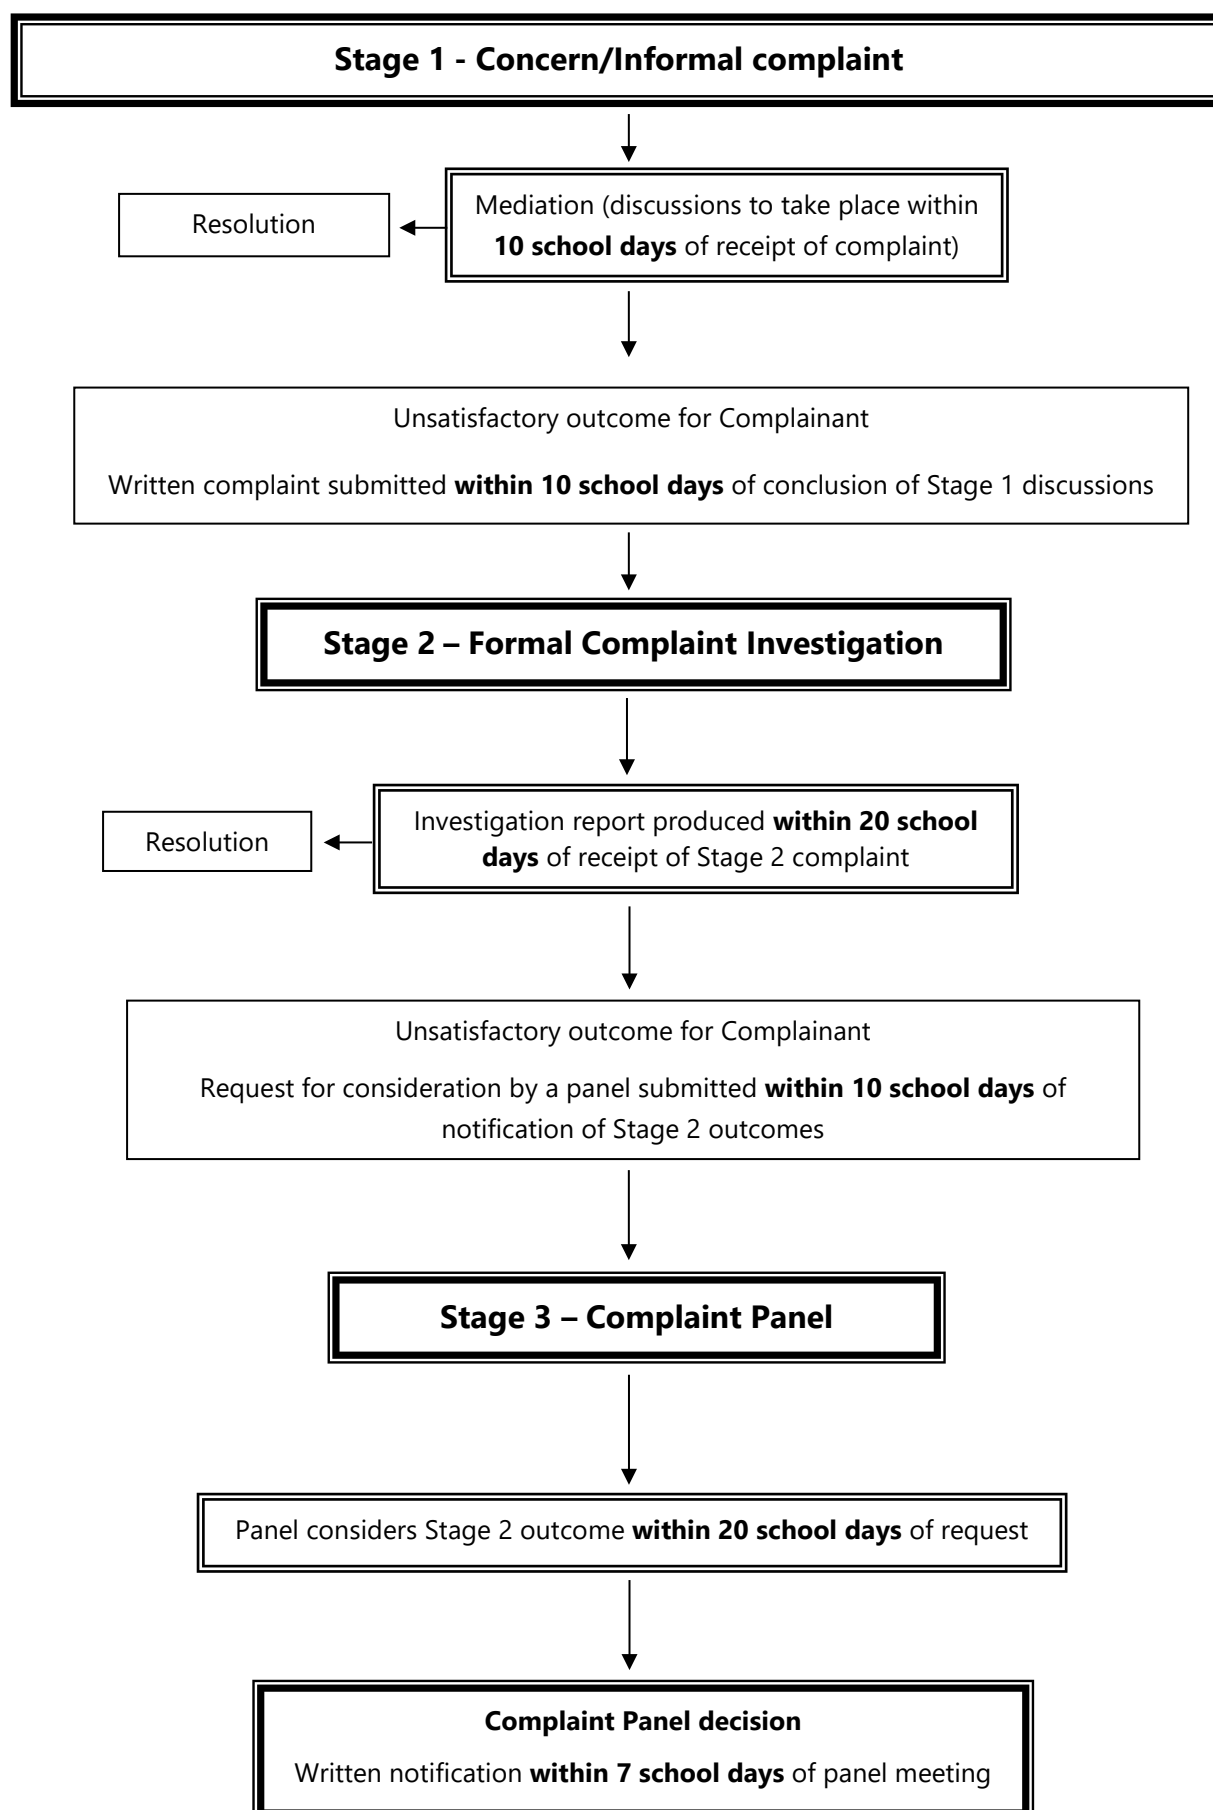 Stage 1 - Concern/Informal complaint
Mediation (discussions to take place within
10 school days of receipt of complaint)
Resolution
Unsatisfactory outcome for Complainant
Written complaint submitted within 10 school days of conclusion of Stage 1 discussions
Stage 2 – Formal Complaint Investigation
Investigation report produced within 20 school
days of receipt of Stage 2 complaint
Resolution
Unsatisfactory outcome for Complainant
Request for consideration by a panel submitted within 10 school days of
notification of Stage 2 outcomes
Stage 3 – Complaint Panel
Panel considers Stage 2 outcome within 20 school days of request
Complaint Panel decision
Written notification within 7 school days of panel meeting